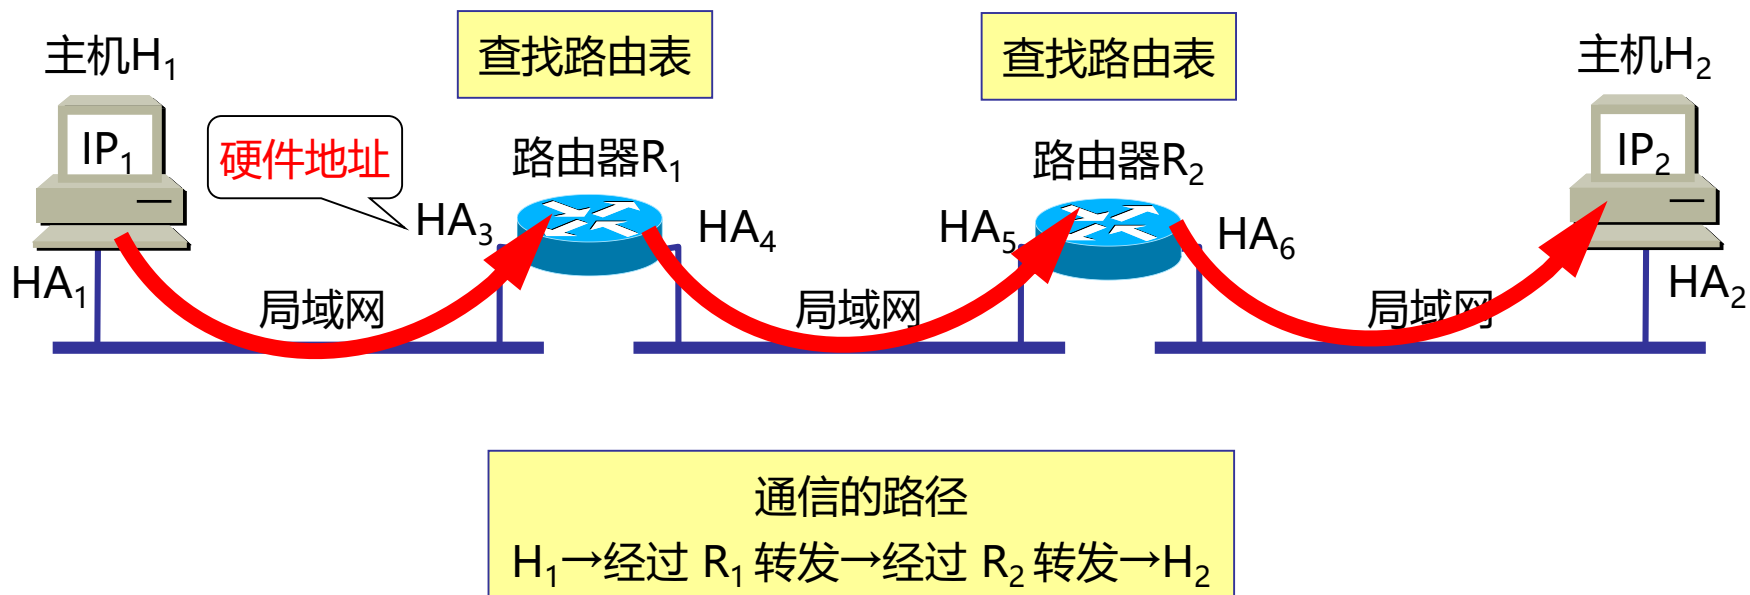 查找路由表
查找路由表
主机H₁
主机H₂
IP₁
硬件地址
路由器R₁
路由器R₂
IP₂
HA₃
HA₄
HA₅
HA₆
HA₁
局域网
局域网
局域网
HA₂
通信的路径
H₁→经过 R₁ 转发→经过 R₂ 转发→H₂